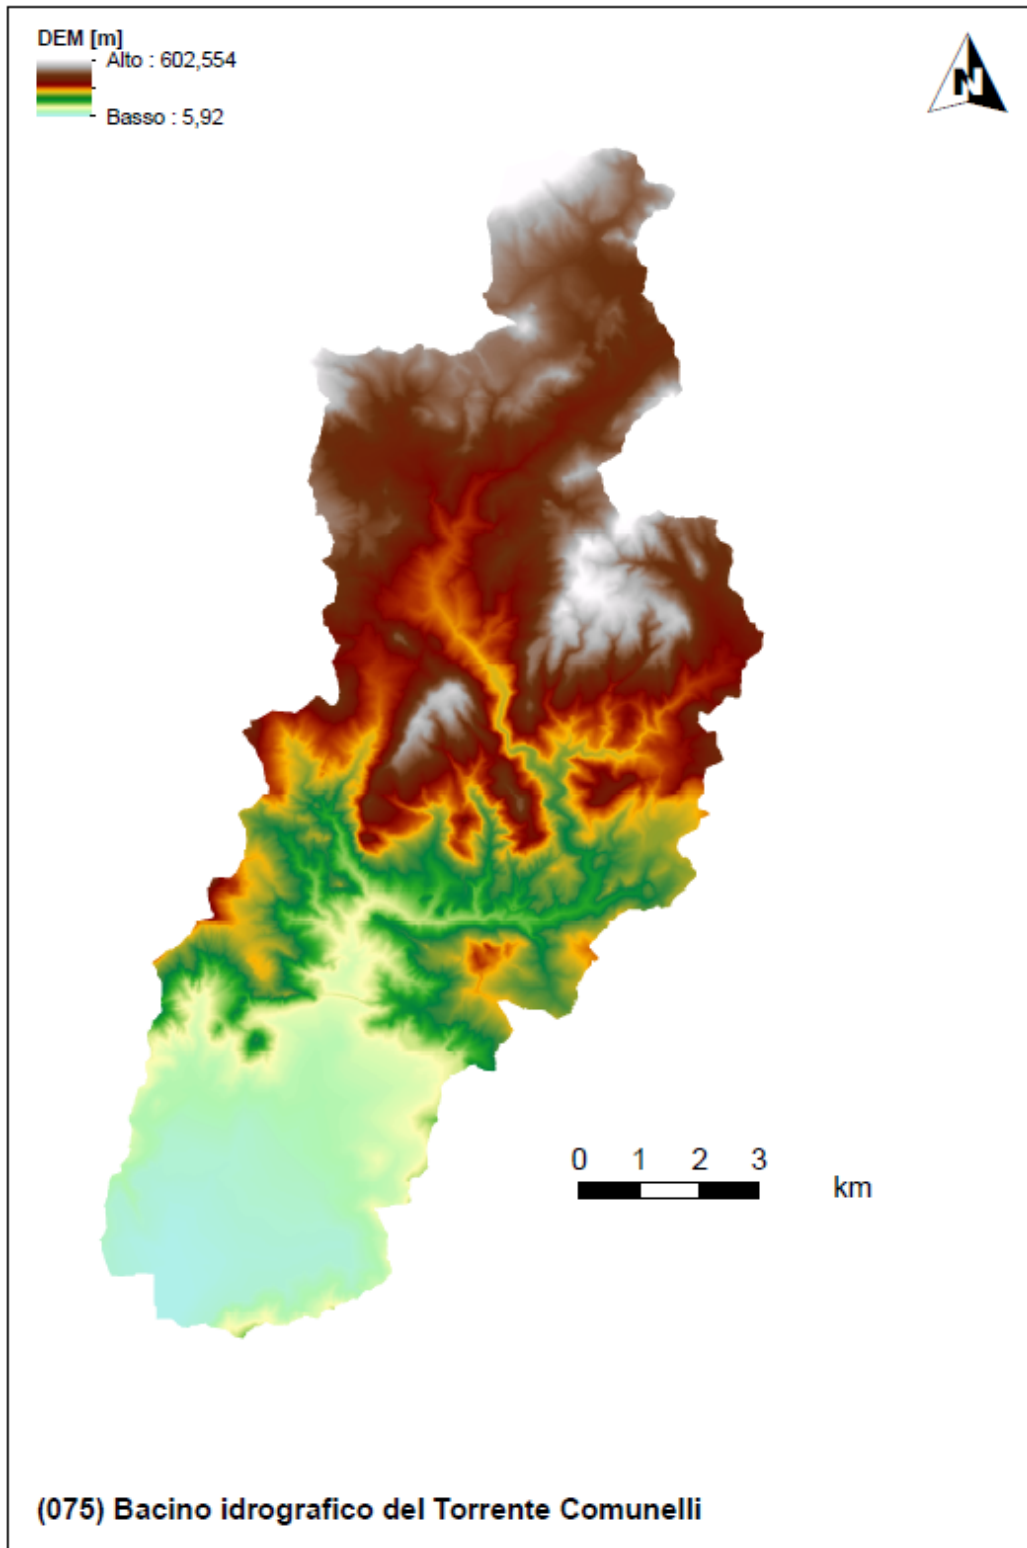 DEM [m]
Alto : 602,554
Basso : 5,92
N
0 1 2 3
km
(075) Bacino idrografico del Torrente Comunelli